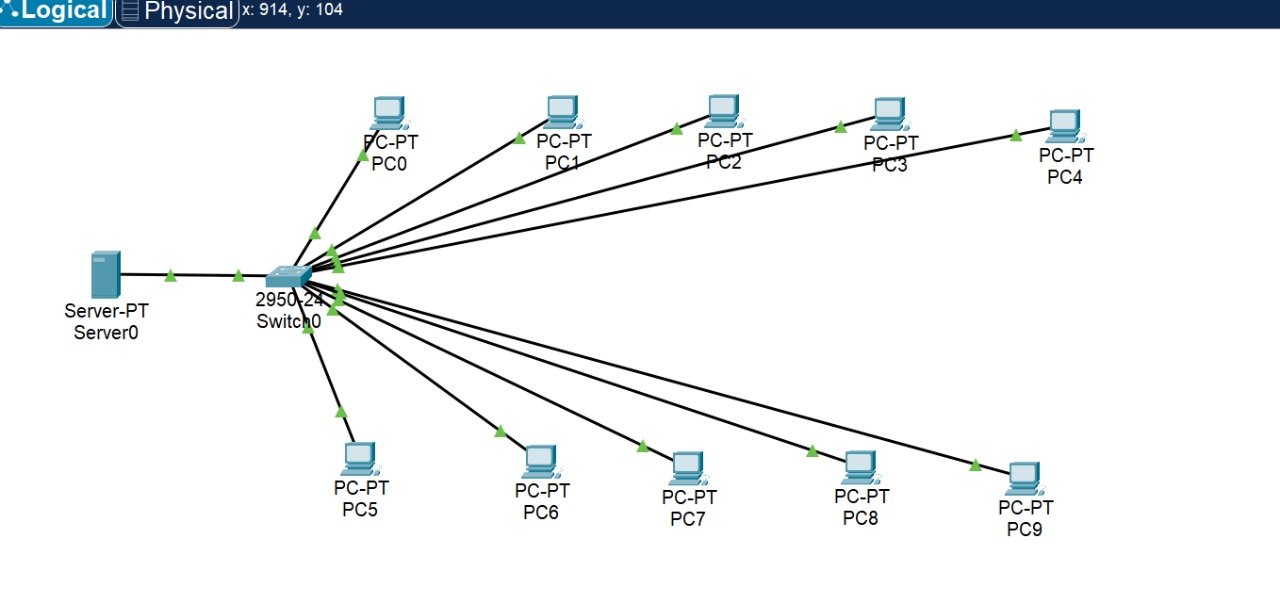 Logical
Physical
x: 914, y: 104
PC-PT
PC0
PC-PT
PC1
PC-PT
PC2
PC-PT
PC3
PC-PT
PC4
Server-PT
Server0
2950-24
Switch0
PC-PT
PC5
PC-PT
PC6
PC-PT
PC7
PC-PT
PC8
PC-PT
PC9